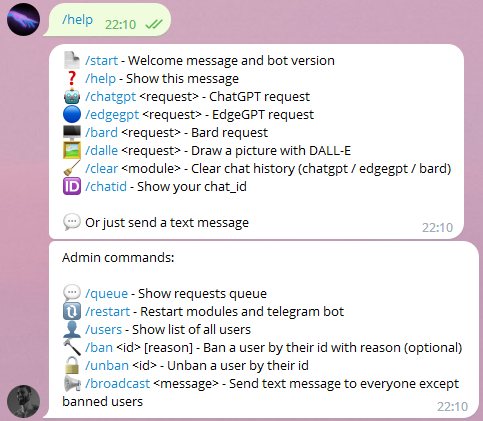 /help 22:10
/start - Welcome message and bot version
/help - Show this message
/chatgpt <request> - ChatGPT request
/edgegpt <request> - EdgeGPT request
/bard <request> - Bard request
/dalle <request> - Draw a picture with DALL-E
/clear <module> - Clear chat history (chatgpt / edgegpt / bard)
ID /chatid - Show your chat_id
Or just send a text message 22:10
Admin commands:
/queue - Show requests queue
/restart - Restart modules and telegram bot
/users - Show list of all users
/ban <id> [reason] - Ban a user by their id with reason (optional)
/unban <id> - Unban a user by their id
/broadcast <message> - Send text message to everyone except
banned users 22:10